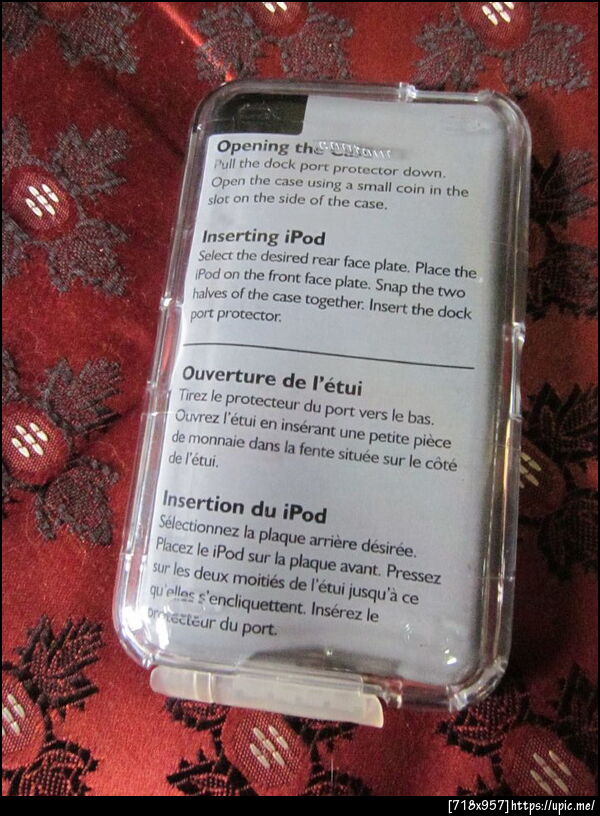 Opening the Case
Pull the dock port protector down.
Open the case using a small coin in the
slot on the side of the case.
Inserting iPod
Select the desired rear face plate. Place the
iPod on the front face plate. Snap the two
halves of the case together. Insert the dock
port protector.
Ouverture de l'étui
Tirez le protecteur du port vers le bas.
Ouvrez l'étui en insérant une petite pièce
de monnaie dans la fente située sur le côté
de l'étui.
Insertion du iPod
Sélectionnez la plaque arrière désirée.
Placez le iPod sur la plaque avant. Pressez
sur les deux moitiés de l'étui jusqu'à ce
qu'elles s'encliquettent. Insérez le
protecteur du port.
[718x957]https://upic.me/